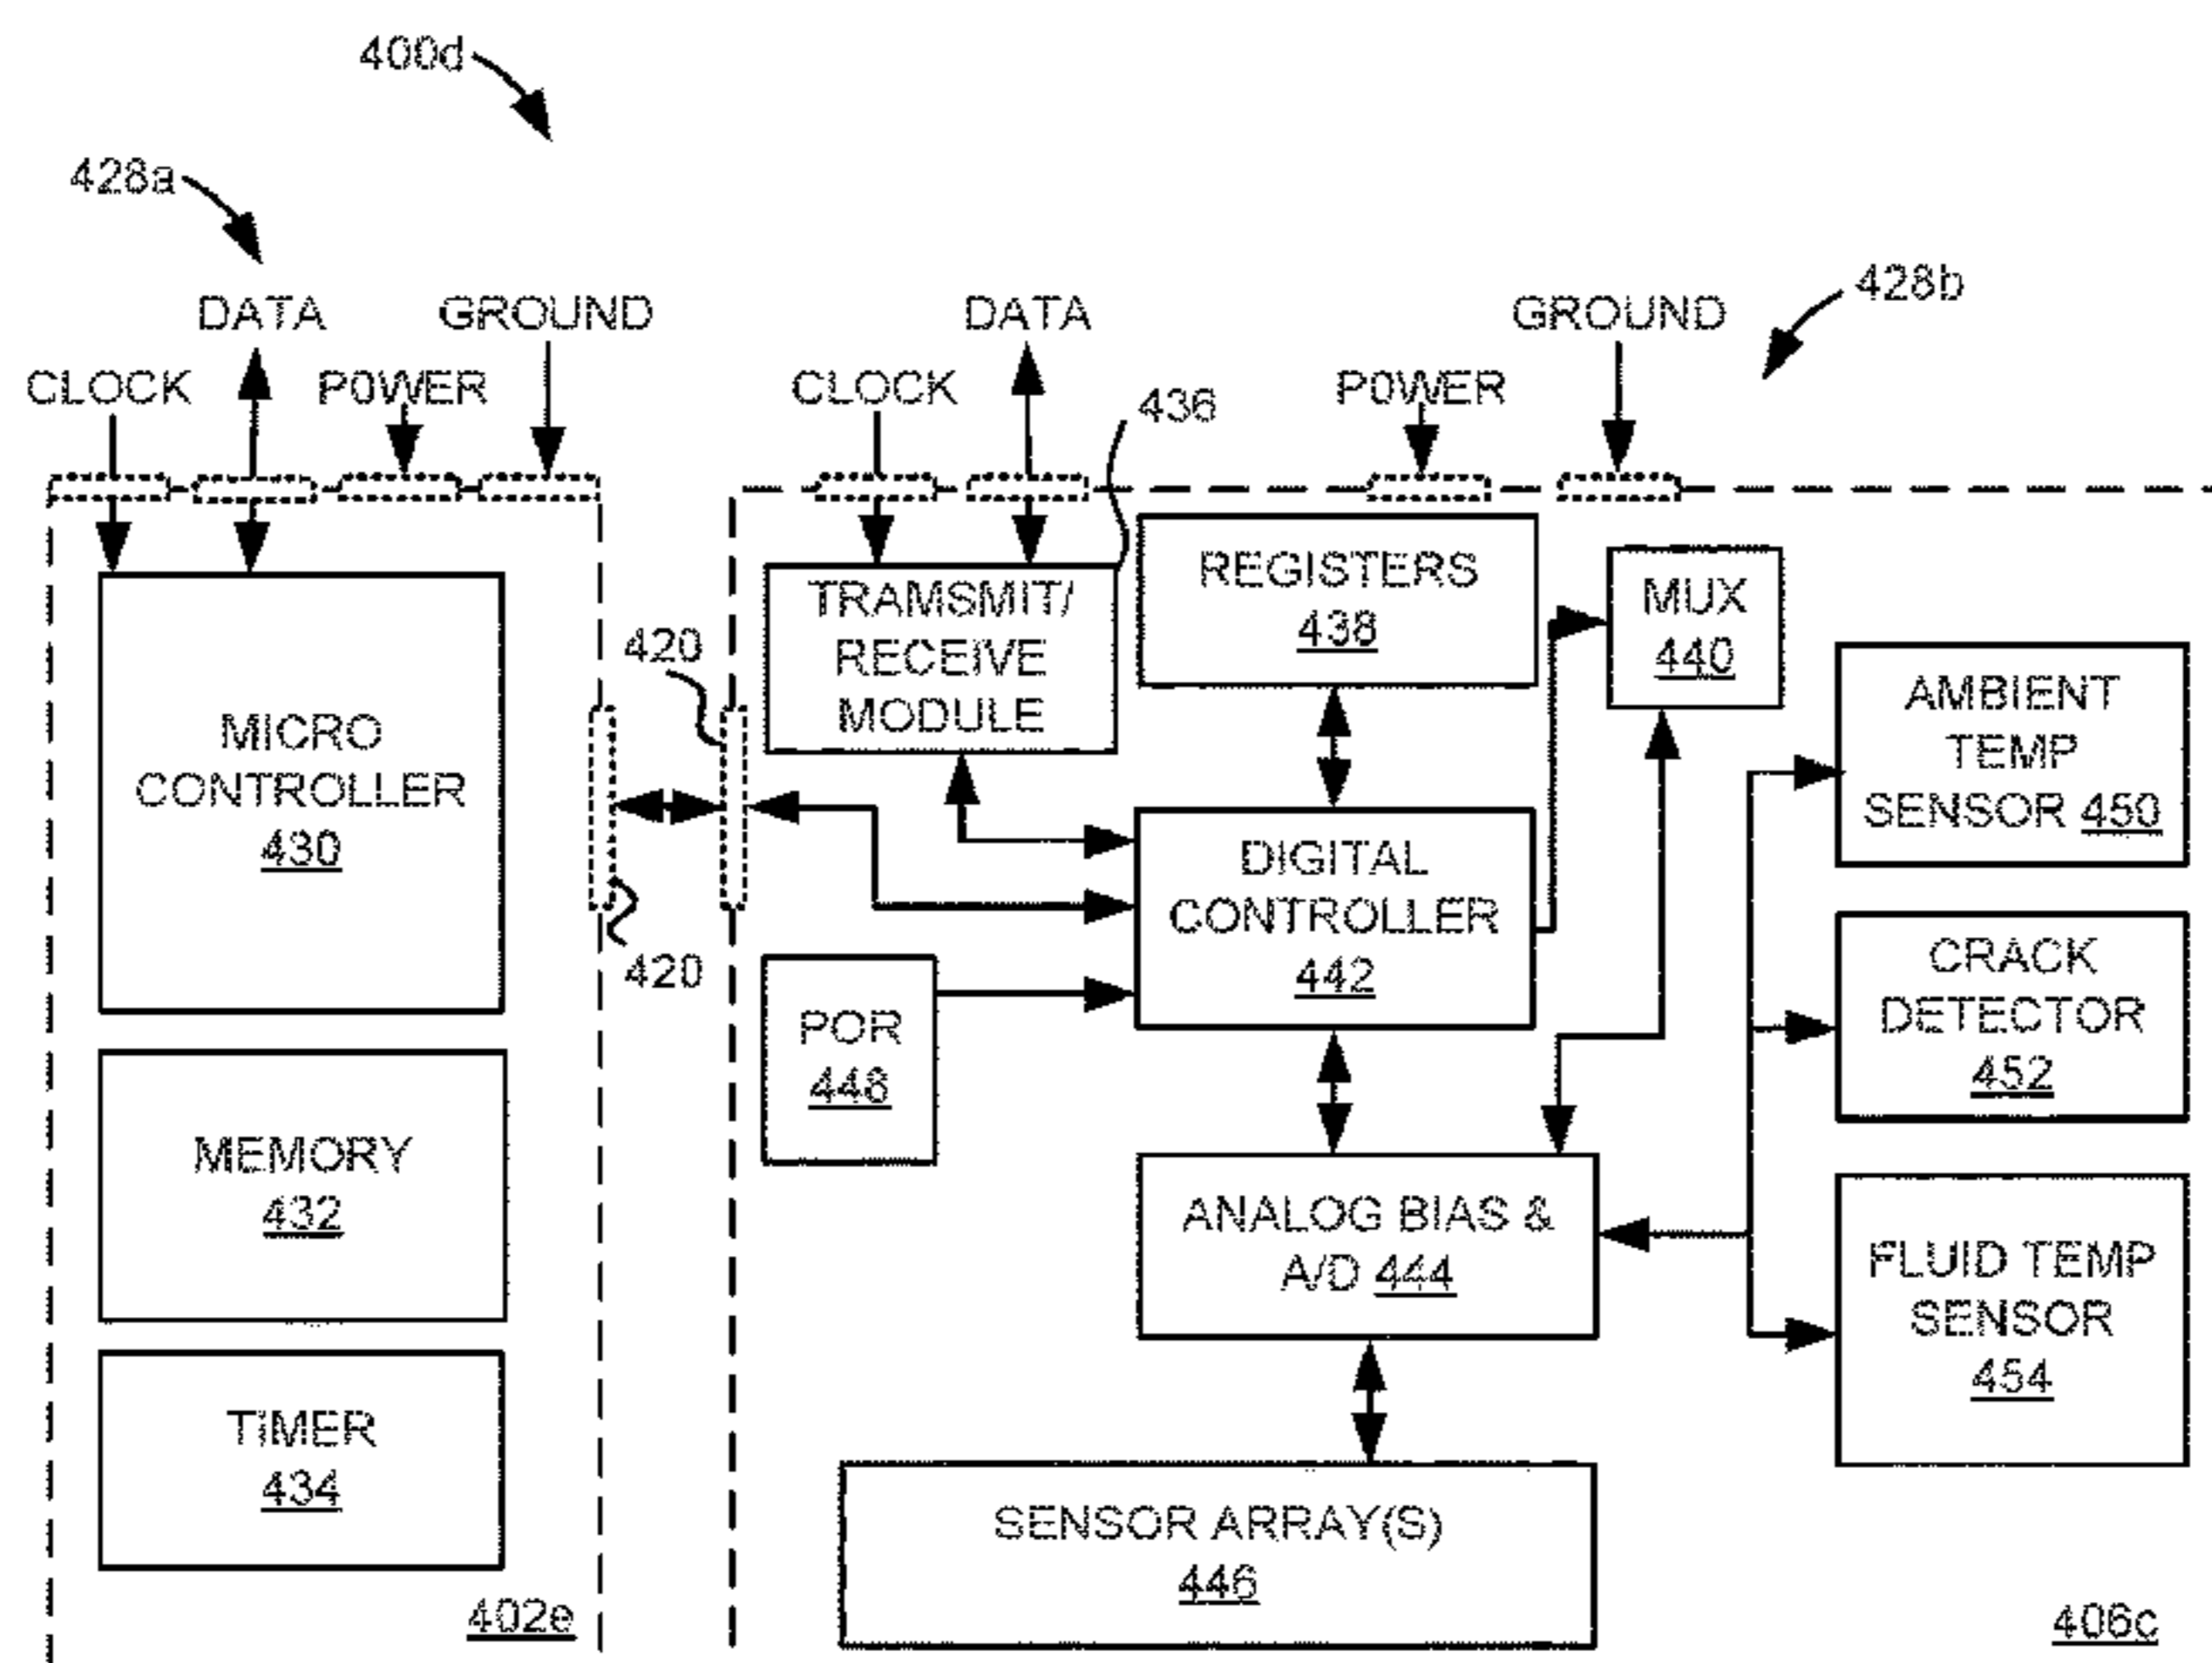 400d
428a
DATA
GROUND
DATA
GROUND
428b
CLOCK
P0WER
CLOCK
P0WER
436
MICRO
CONTROLLER
430
MEMORY
432
TIMER
434
402e
420
420
TRAMSMIT/
RECEIVE
MODULE
REGISTERS
438
MUX
440
DIGITAL
CONTROLLER
442
POR
448
ANALOG BIAS &
A/D 444
SENSOR ARRAY(S)
446
AMBIENT
TEMP
SENSOR 450
CRACK
DETECTOR
452
FLUID TEMP
SENSOR
454
406c